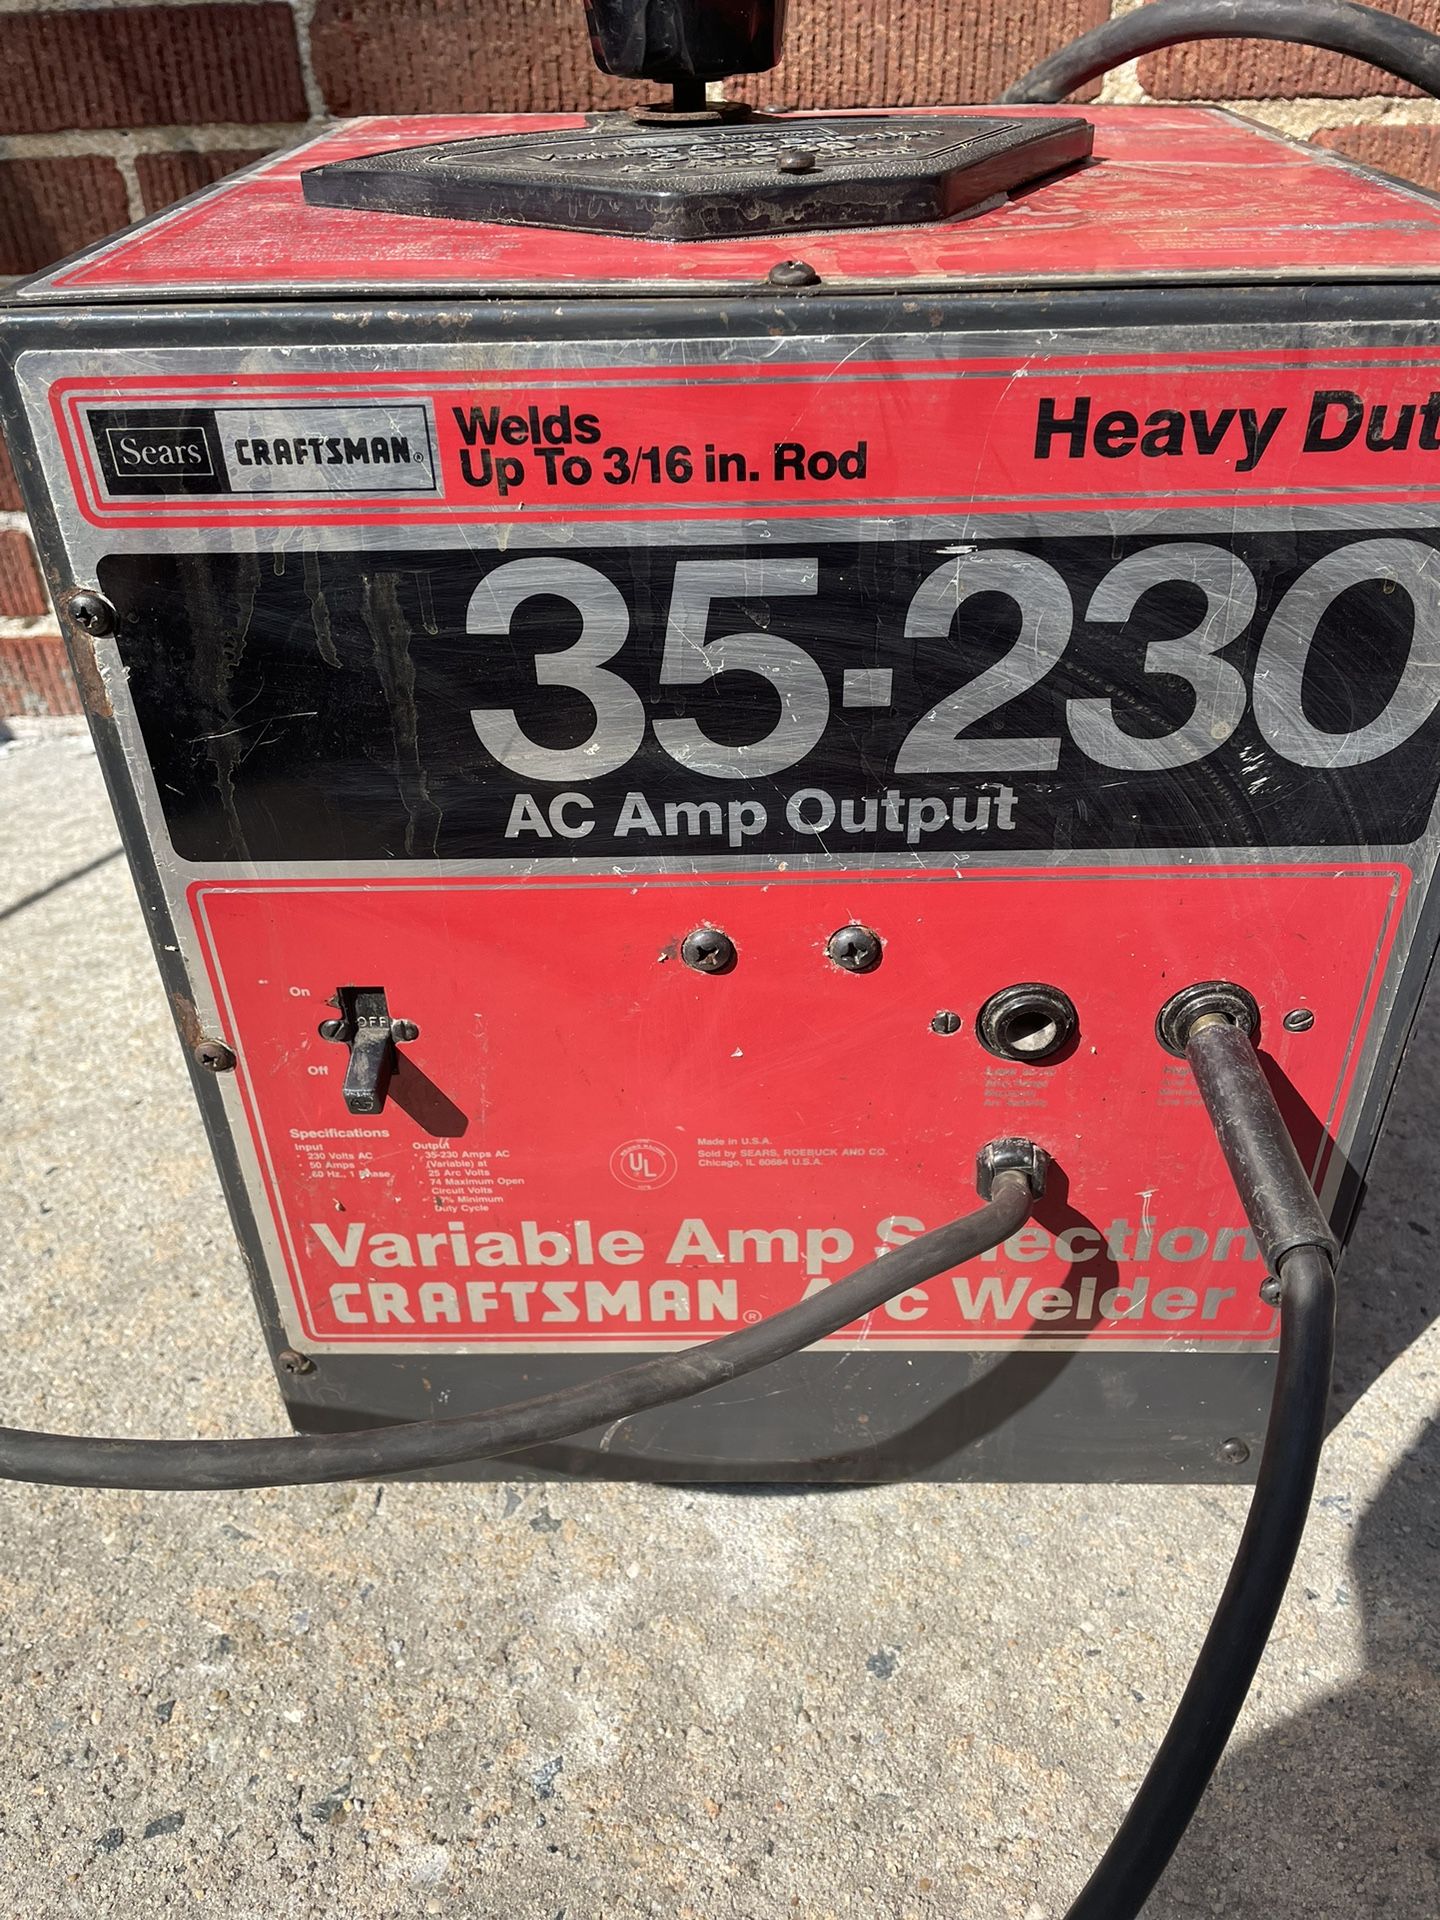 Sears
CRAFTSMAN®
Welds
Up To 3/16 in. Rod
Heavy Dut
35-230
AC Amp Output
On
OFF
Off
Specifications
Input
• 230 Volts AC
• 50 Amps
• 60 Hz., 1 Phase
Output
• 35-230 Amps AC
(Variable) at
25 Arc Volts
• 74 Maximum Open
Circuit Volts
Minimum
Duty Cycle
UL
Made in U.S.A.
Sold by SEARS, ROEBUCK AND CO.
Chicago, IL 60684 U.S.A.
Variable Amp S ection
CRAFTSMAN® A c Welder